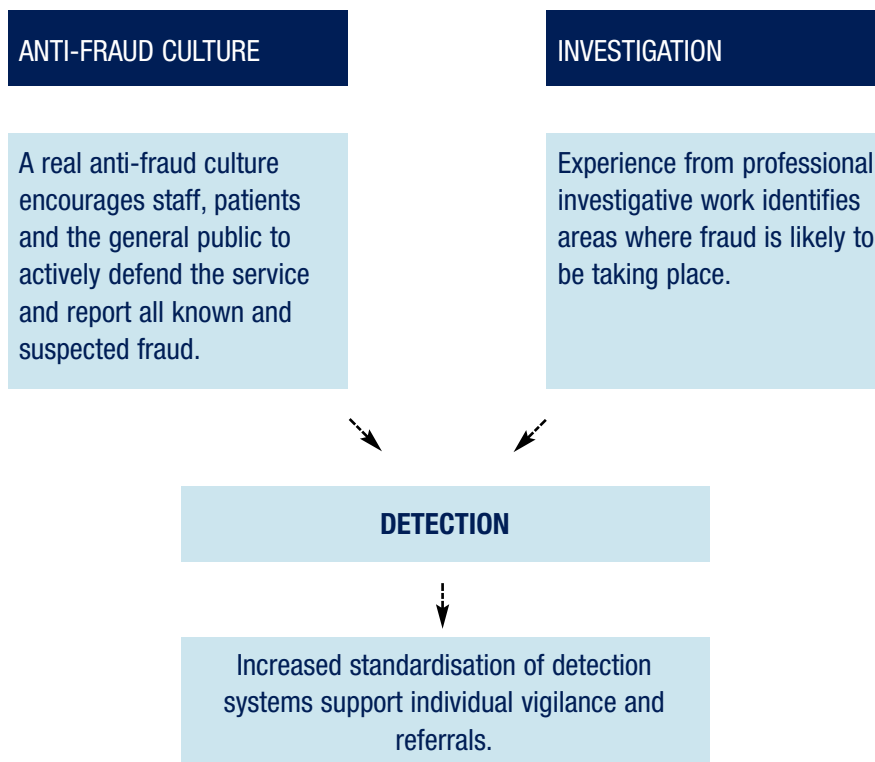 ANTI-FRAUD CULTURE
A real anti-fraud culture
encourages staff, patients
and the general public to
actively defend the service
and report all known and
suspected fraud.
INVESTIGATION
Experience from professional
investigative work identifies
areas where fraud is likely to
be taking place.
DETECTION
Increased standardisation of detection
systems support individual vigilance and
referrals.